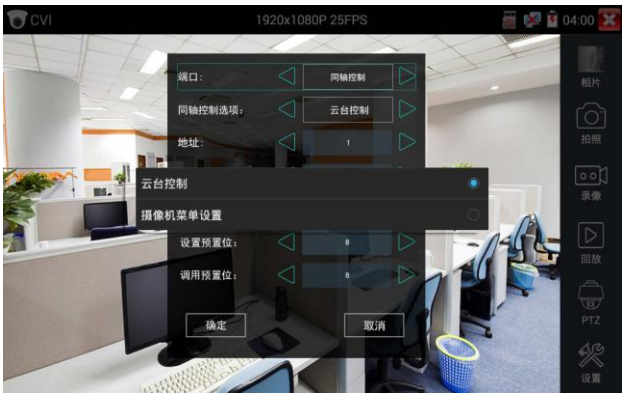 CVI 1920x1080P 25FPS 04:00
端口： 同轴控制
同轴控制选项： 云台控制
地址： 1
云台控制
摄像机菜单设置
设置预置位： 8
调用预置位： 8
确定 取消
相片
拍照
录像
回放
PTZ
设置